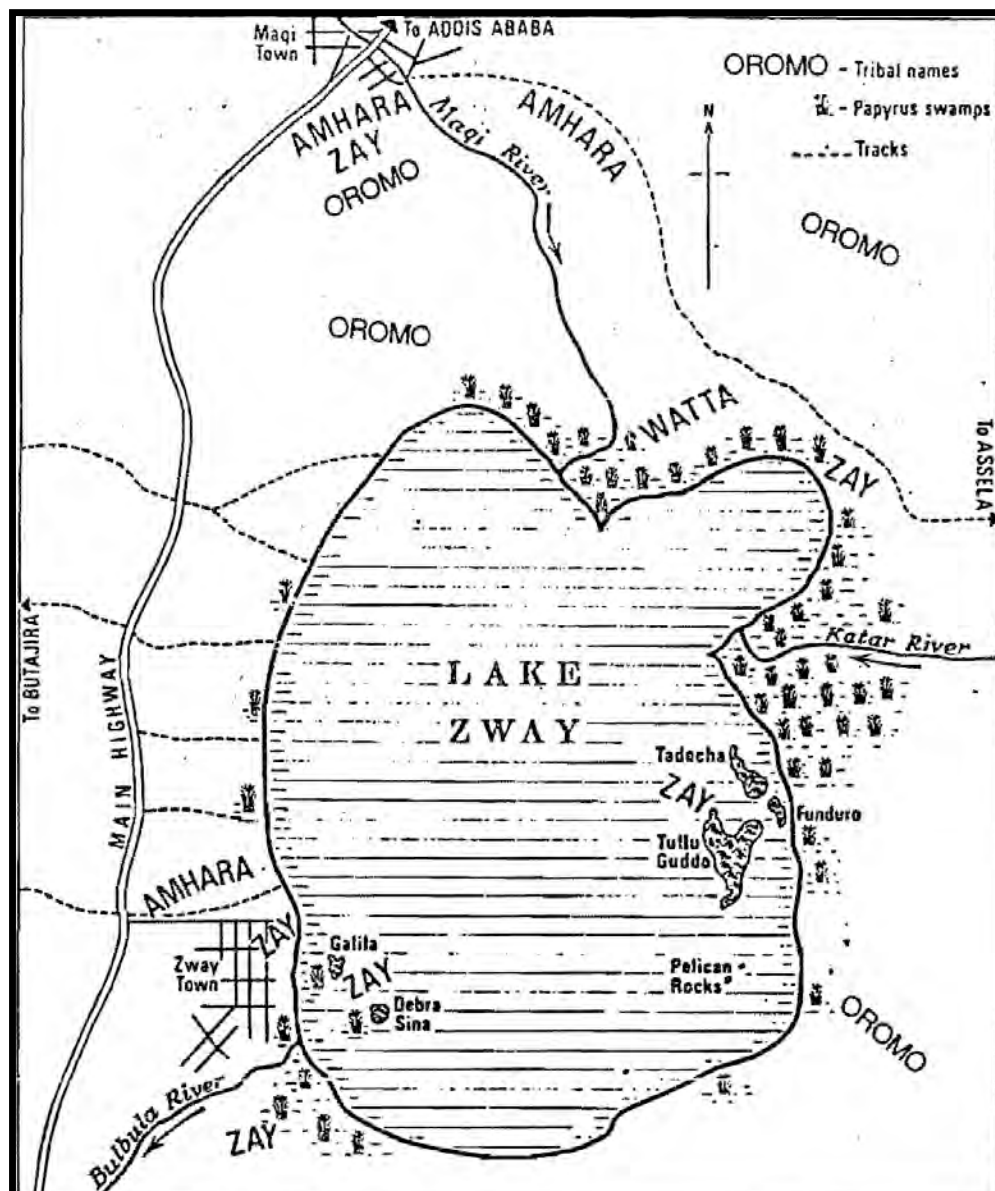 Maqi
Town
To ADDIS ABABA
OROMO - Tribal names
- Papyrus swamps
Tracks
N
AMHARA
ZAY
OROMO
Maqi River
AMHARA
OROMO
OROMO
WATTA
ZAY
To ASSELA
Katar River
To BUTAJIRA
MAIN HIGHWAY
LAKE
ZWAY
Tadecha
ZAY
Funduro
Tullu
Guddo
AMHARA
ZAY
Zway
Town
Galila
ZAY
Debra
Sina
Pelican
Rocks
OROMO
Bulbula River
ZAY